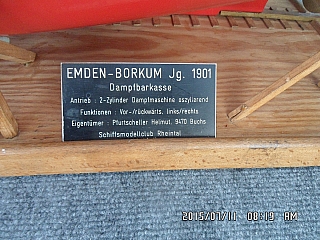 EMDEN-BORKUM Jg. 1901
Dampfbarkasse
Antrieb : 2-Zylinder Dampfmaschine oszylierend
Funktionen : Vor-/rückwärts, links/rechts
Eigentümer : Pfurtscheller Helmut, 9470 Buchs
Schiffsmodellclub Rheintal
2015/07/11 08:19 AM